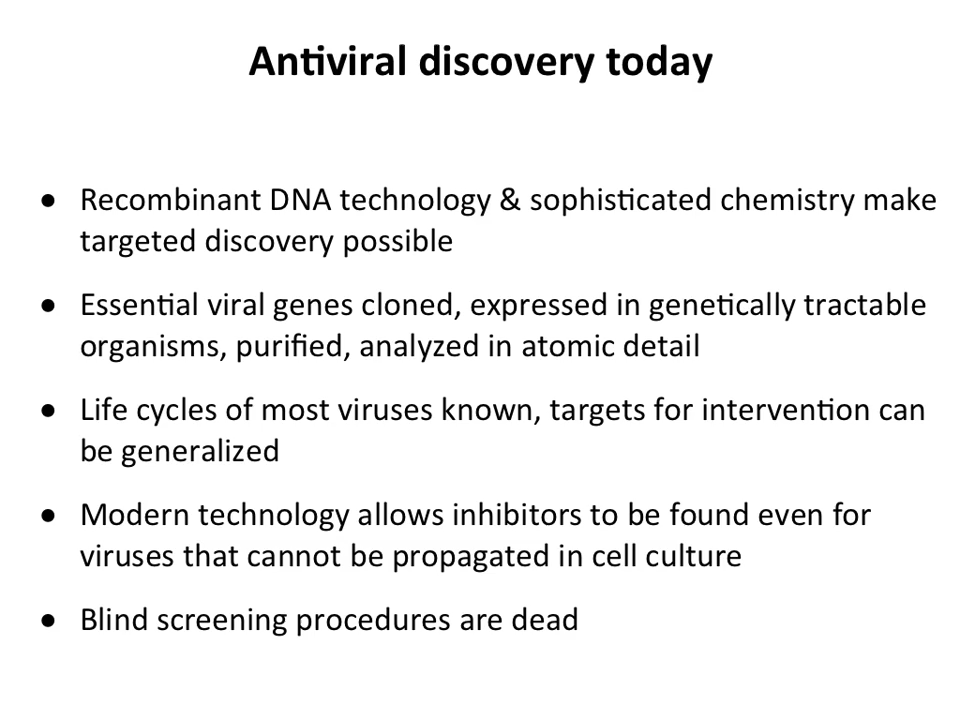 Antiviral discovery today
• Recombinant DNA technology & sophisticated chemistry make
targeted discovery possible
• Essential viral genes cloned, expressed in genetically tractable
organisms, purified, analyzed in atomic detail
• Life cycles of most viruses known, targets for intervention can
be generalized
• Modern technology allows inhibitors to be found even for
viruses that cannot be propagated in cell culture
• Blind screening procedures are dead